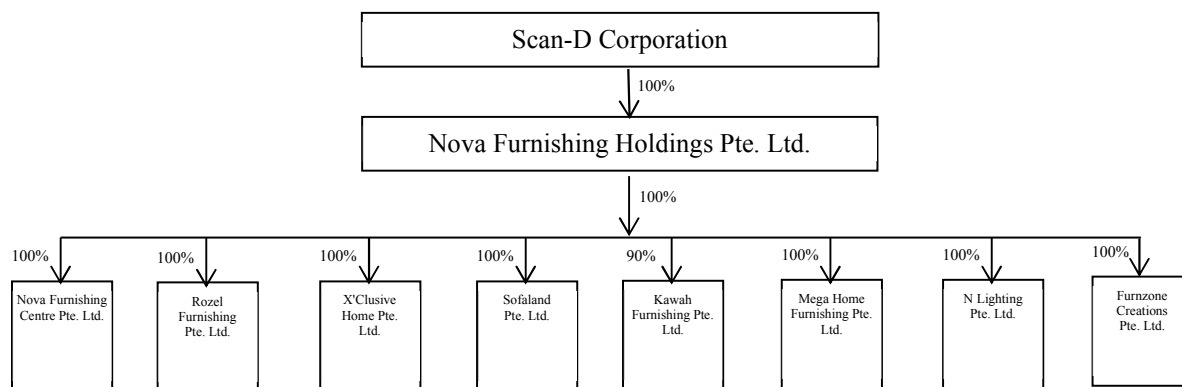 Scan-D Corporation
100%
Nova Furnishing Holdings Pte. Ltd.
100%
100%
100%
100%
100%
90%
100%
100%
100%
Nova Furnishing
Centre Pte. Ltd.
Rozel
Furnishing
Pte. Ltd.
X'Clusive
Home Pte.
Ltd.
Sofaland
Pte. Ltd.
Kawah
Furnishing Pte.
Ltd.
Mega Home
Furnishing Pte.
Ltd.
N Lighting
Pte. Ltd.
Furnzone
Creations
Pte. Ltd.